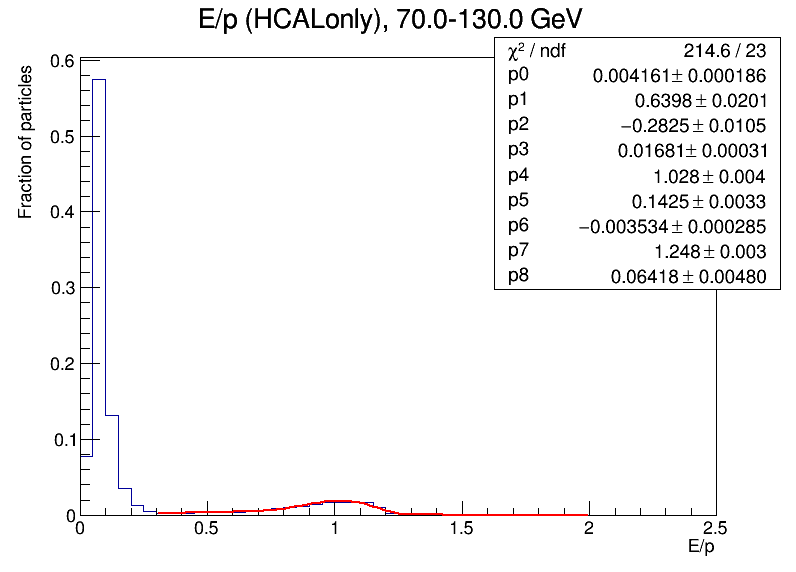 E/p (HCALonly), 70.0-130.0 GeV
χ² / ndf 214.6 / 23
p0 0.004161± 0.000186
p1 0.6398 ± 0.0201
p2 −0.2825 ± 0.0105
p3 0.01681 ± 0.00031
p4 1.028 ± 0.004
p5 0.1425 ± 0.0033
p6 −0.003534 ± 0.000285
p7 1.248 ± 0.003
p8 0.06418 ± 0.00480
Fraction of particles
0.6
0.5
0.4
0.3
0.2
0.1
0
0 0.5 1 1.5 2 2.5
E/p